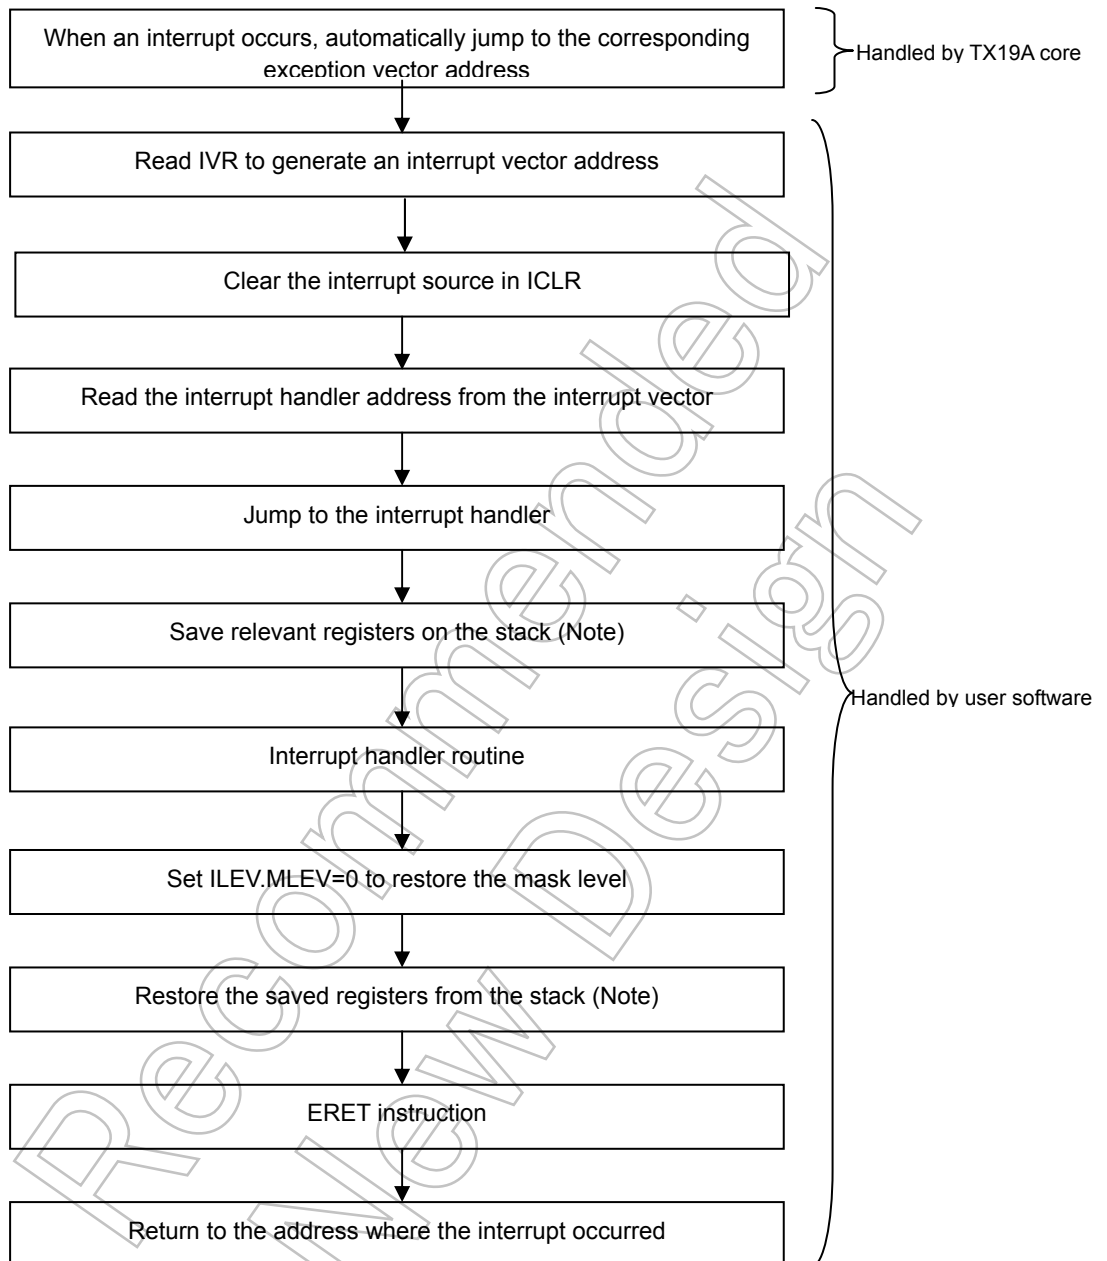 When an interrupt occurs, automatically jump to the corresponding
exception vector address
Handled by TX19A core
Read IVR to generate an interrupt vector address
Clear the interrupt source in ICLR
Read the interrupt handler address from the interrupt vector
Jump to the interrupt handler
Save relevant registers on the stack (Note)
Handled by user software
Interrupt handler routine
Set ILEV.MLEV=0 to restore the mask level
Restore the saved registers from the stack (Note)
ERET instruction
Return to the address where the interrupt occurred
Recommended
New Design